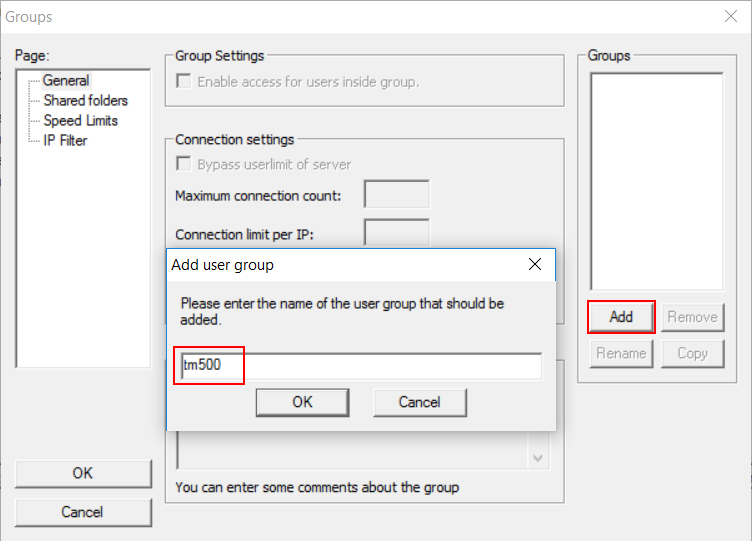 Groups
Page:
General
Shared folders
Speed Limits
IP Filter
OK
Cancel
Group Settings
Enable access for users inside group.
Connection settings
Bypass userlimit of server
Maximum connection count:
Connection limit per IP:
Add user group
Please enter the name of the user group that should be
added.
tm500
OK
Cancel
You can enter some comments about the group
Groups
Add
Remove
Rename
Copy